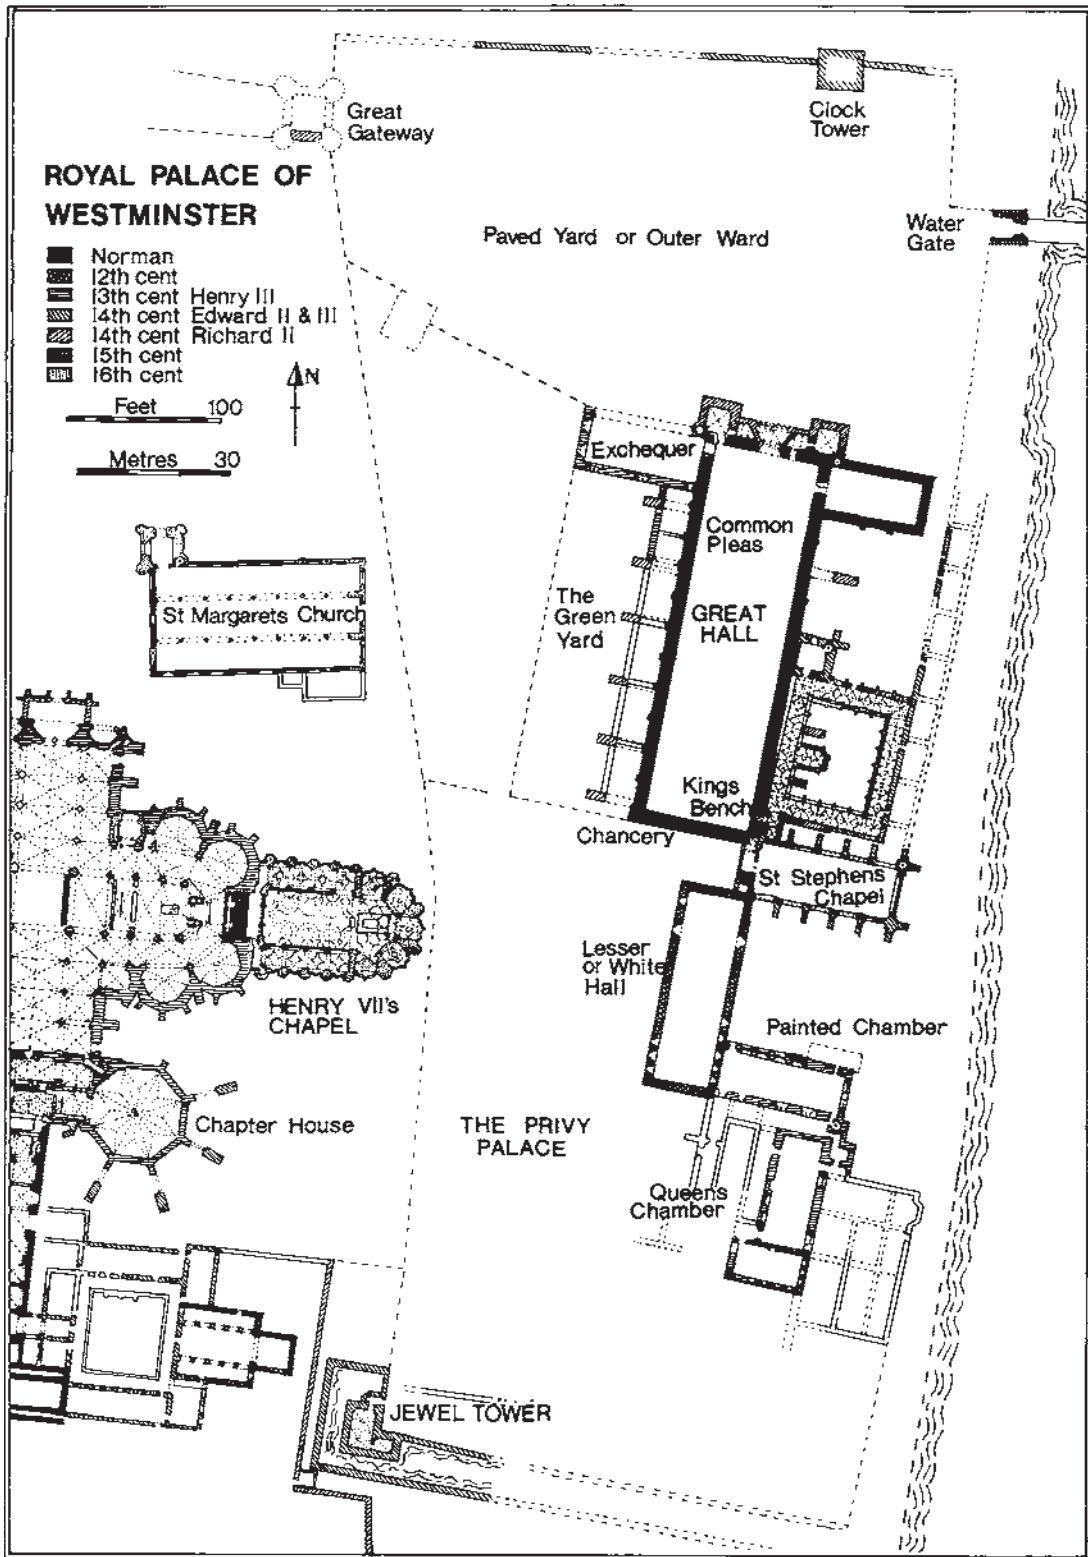 Great
Gateway
Clock
Tower
ROYAL PALACE OF
WESTMINSTER
Norman
12th cent
13th cent Henry III
14th cent Edward II & III
14th cent Richard II
15th cent
16th cent
N
Feet 100
Metres 30
Paved Yard or Outer Ward
Water
Gate
Exchequer
Common
Pleas
The
Green
Yard
GREAT
HALL
St Margarets Church
Kings
Bench
Chancery
St Stephens
Chapel
Lesser
or White
Hall
HENRY VII's
CHAPEL
Painted Chamber
Chapter House
THE PRIVY
PALACE
Queens
Chamber
JEWEL TOWER